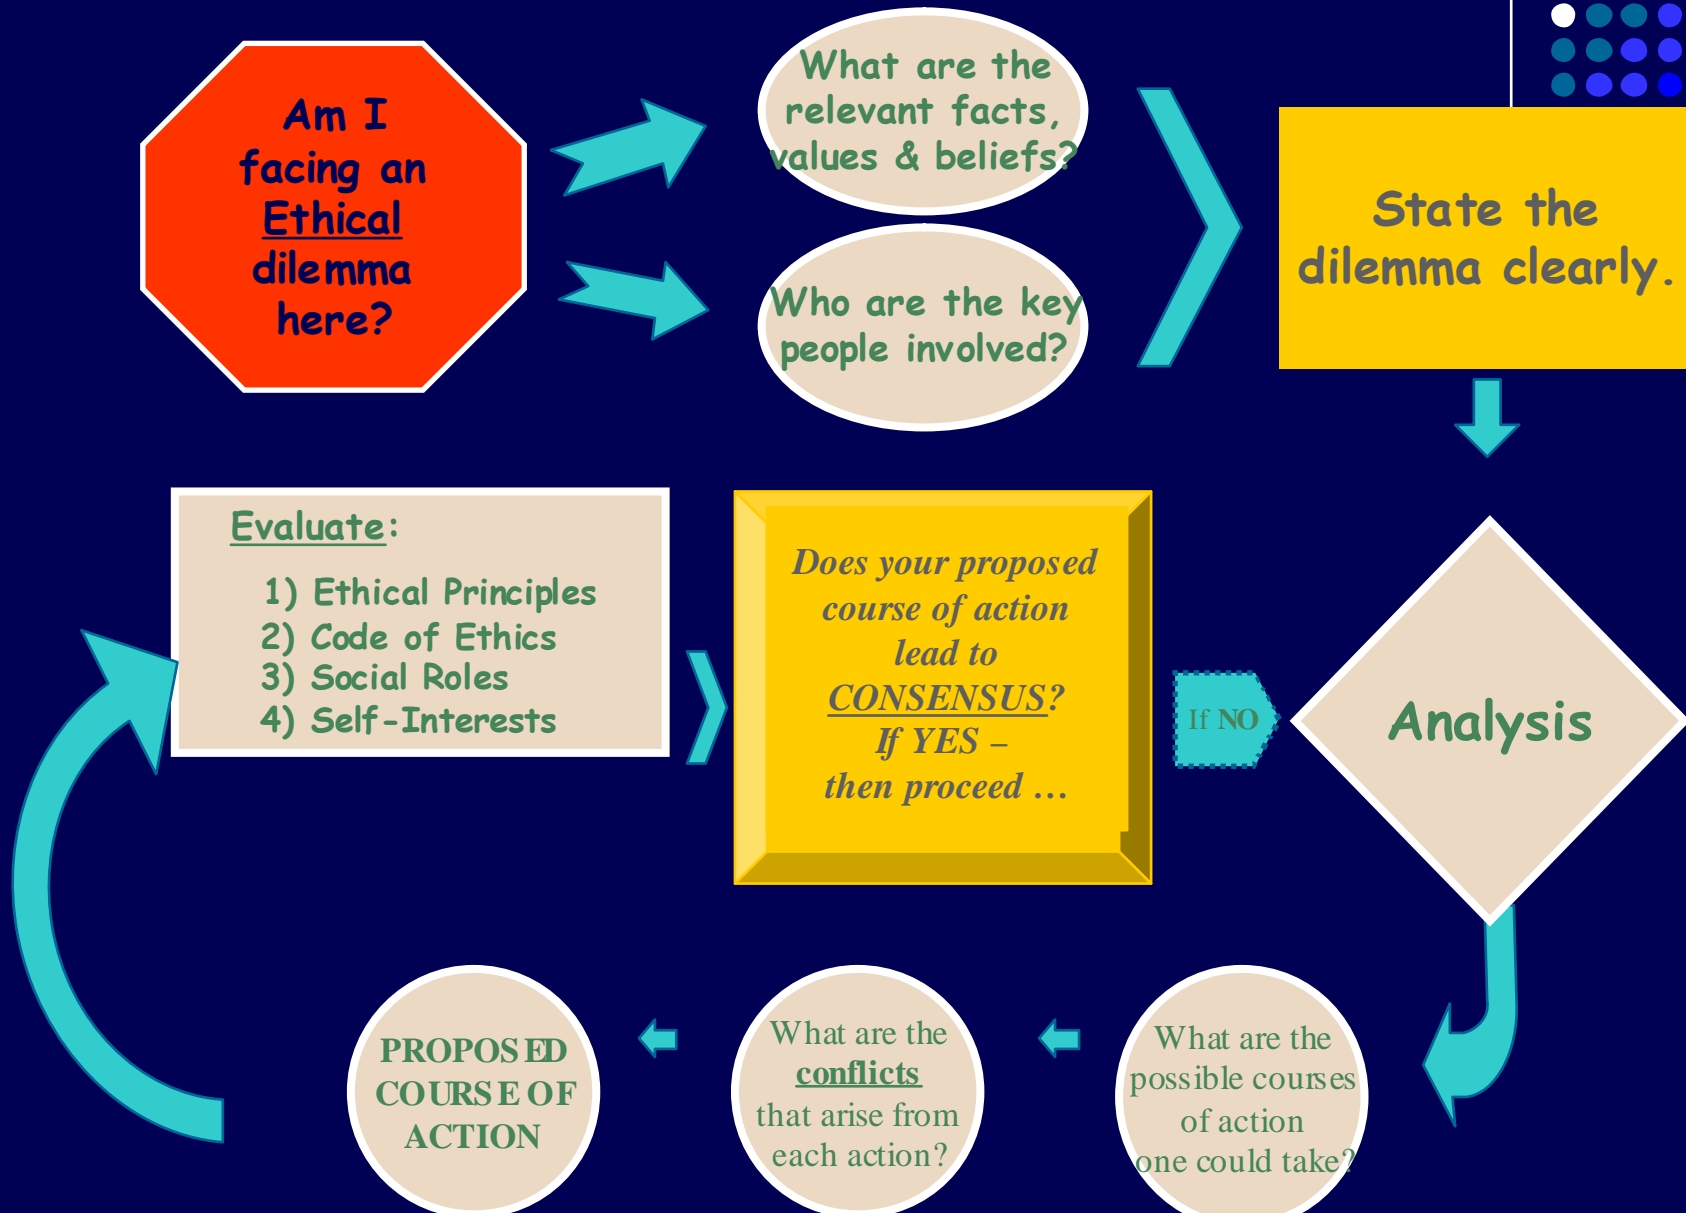 Am I
facing an
Ethical
dilemma
here?
What are the
relevant facts,
values & beliefs?
Who are the key
people involved?
State the
dilemma clearly.
Evaluate:
1) Ethical Principles
2) Code of Ethics
3) Social Roles
4) Self-Interests
Does your proposed
course of action
lead to
CONSENSUS?
If YES –
then proceed …
If NO
Analysis
PROPOSED
COURSE OF
ACTION
What are the
conflicts
that arise from
each action?
What are the
possible courses
of action
one could take?